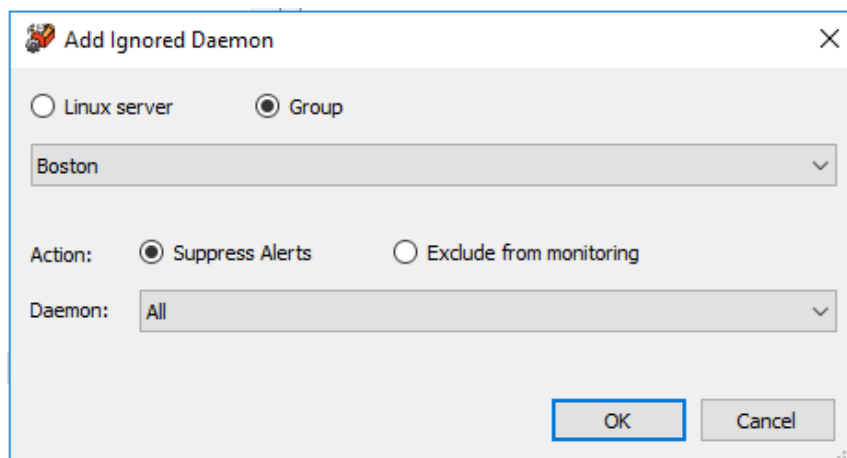 Add Ignored Daemon
Linux server Group
Boston
Action: Suppress Alerts Exclude from monitoring
Daemon: All
OK Cancel